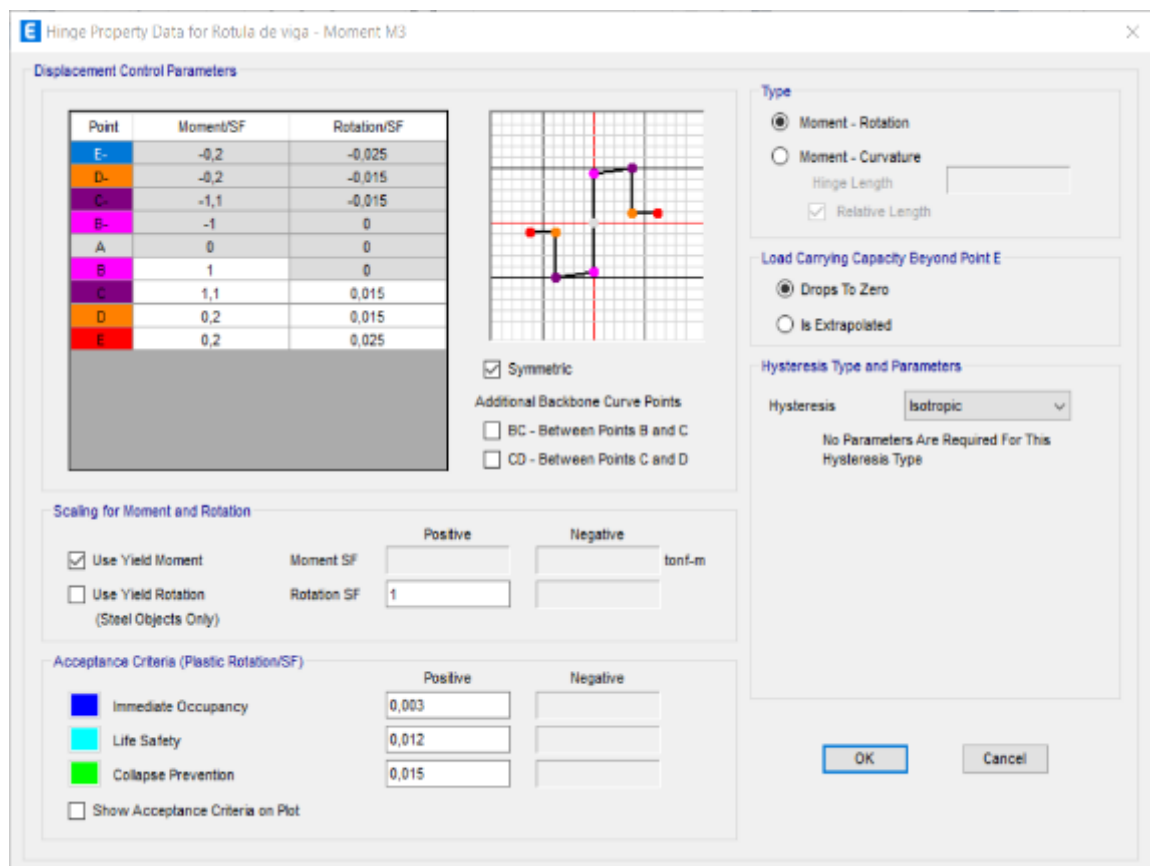 E Hinge Property Data for Rotula de viga - Moment M3
Displacement Control Parameters
Point Moment/SF Rotation/SF
E- -0,2 -0,025
D- -0,2 -0,015
C- -1,1 -0,015
B- -1 0
A 0 0
B 1 0
C 1,1 0,015
D 0,2 0,015
E 0,2 0,025
Symmetric
Additional Backbone Curve Points
BC - Between Points B and C
CD - Between Points C and D
Type
Moment - Rotation
Moment - Curvature
Hinge Length
Relative Length
Load Carrying Capacity Beyond Point E
Drops To Zero
Is Extrapolated
Hysteresis Type and Parameters
Hysteresis Isotropic
No Parameters Are Required For This
Hysteresis Type
Scaling for Moment and Rotation
Positive Negative
Use Yield Moment Moment SF tonf-m
Use Yield Rotation Rotation SF 1
(Steel Objects Only)
Acceptance Criteria (Plastic Rotation/SF)
Positive Negative
Immediate Occupancy 0,003
Life Safety 0,012
Collapse Prevention 0,015
Show Acceptance Criteria on Plot
OK Cancel